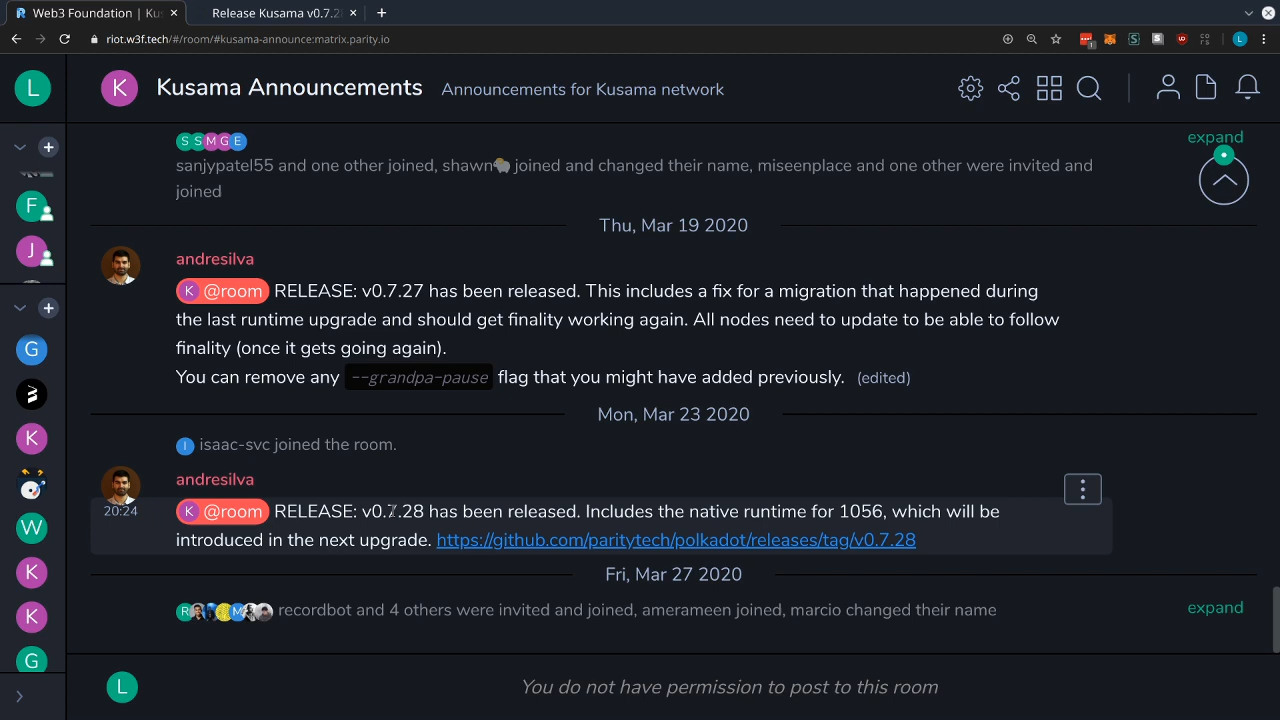 Web3 Foundation | Ku
Release Kusama v0.7.2
riot.w3f.tech/#/room/#kusama-announce:matrix.parity.io
L
K
Kusama Announcements
Announcements for Kusama network
expand
S S M G E
sanjypatel55 and one other joined, shawn joined and changed their name, miseenplace and one other were invited and
joined
Thu, Mar 19 2020
andresilva
K @room RELEASE: v0.7.27 has been released. This includes a fix for a migration that happened during
the last runtime upgrade and should get finality working again. All nodes need to update to be able to follow
finality (once it gets going again).
You can remove any --grandpa-pause flag that you might have added previously. (edited)
Mon, Mar 23 2020
I isaac-svc joined the room.
andresilva
20:24
K @room RELEASE: v0.7.28 has been released. Includes the native runtime for 1056, which will be
introduced in the next upgrade. https://github.com/paritytech/polkadot/releases/tag/v0.7.28
Fri, Mar 27 2020
recordbot and 4 others were invited and joined, amerameen joined, marcio changed their name
expand
L
You do not have permission to post to this room
F
J
G
K
W
K
K
G